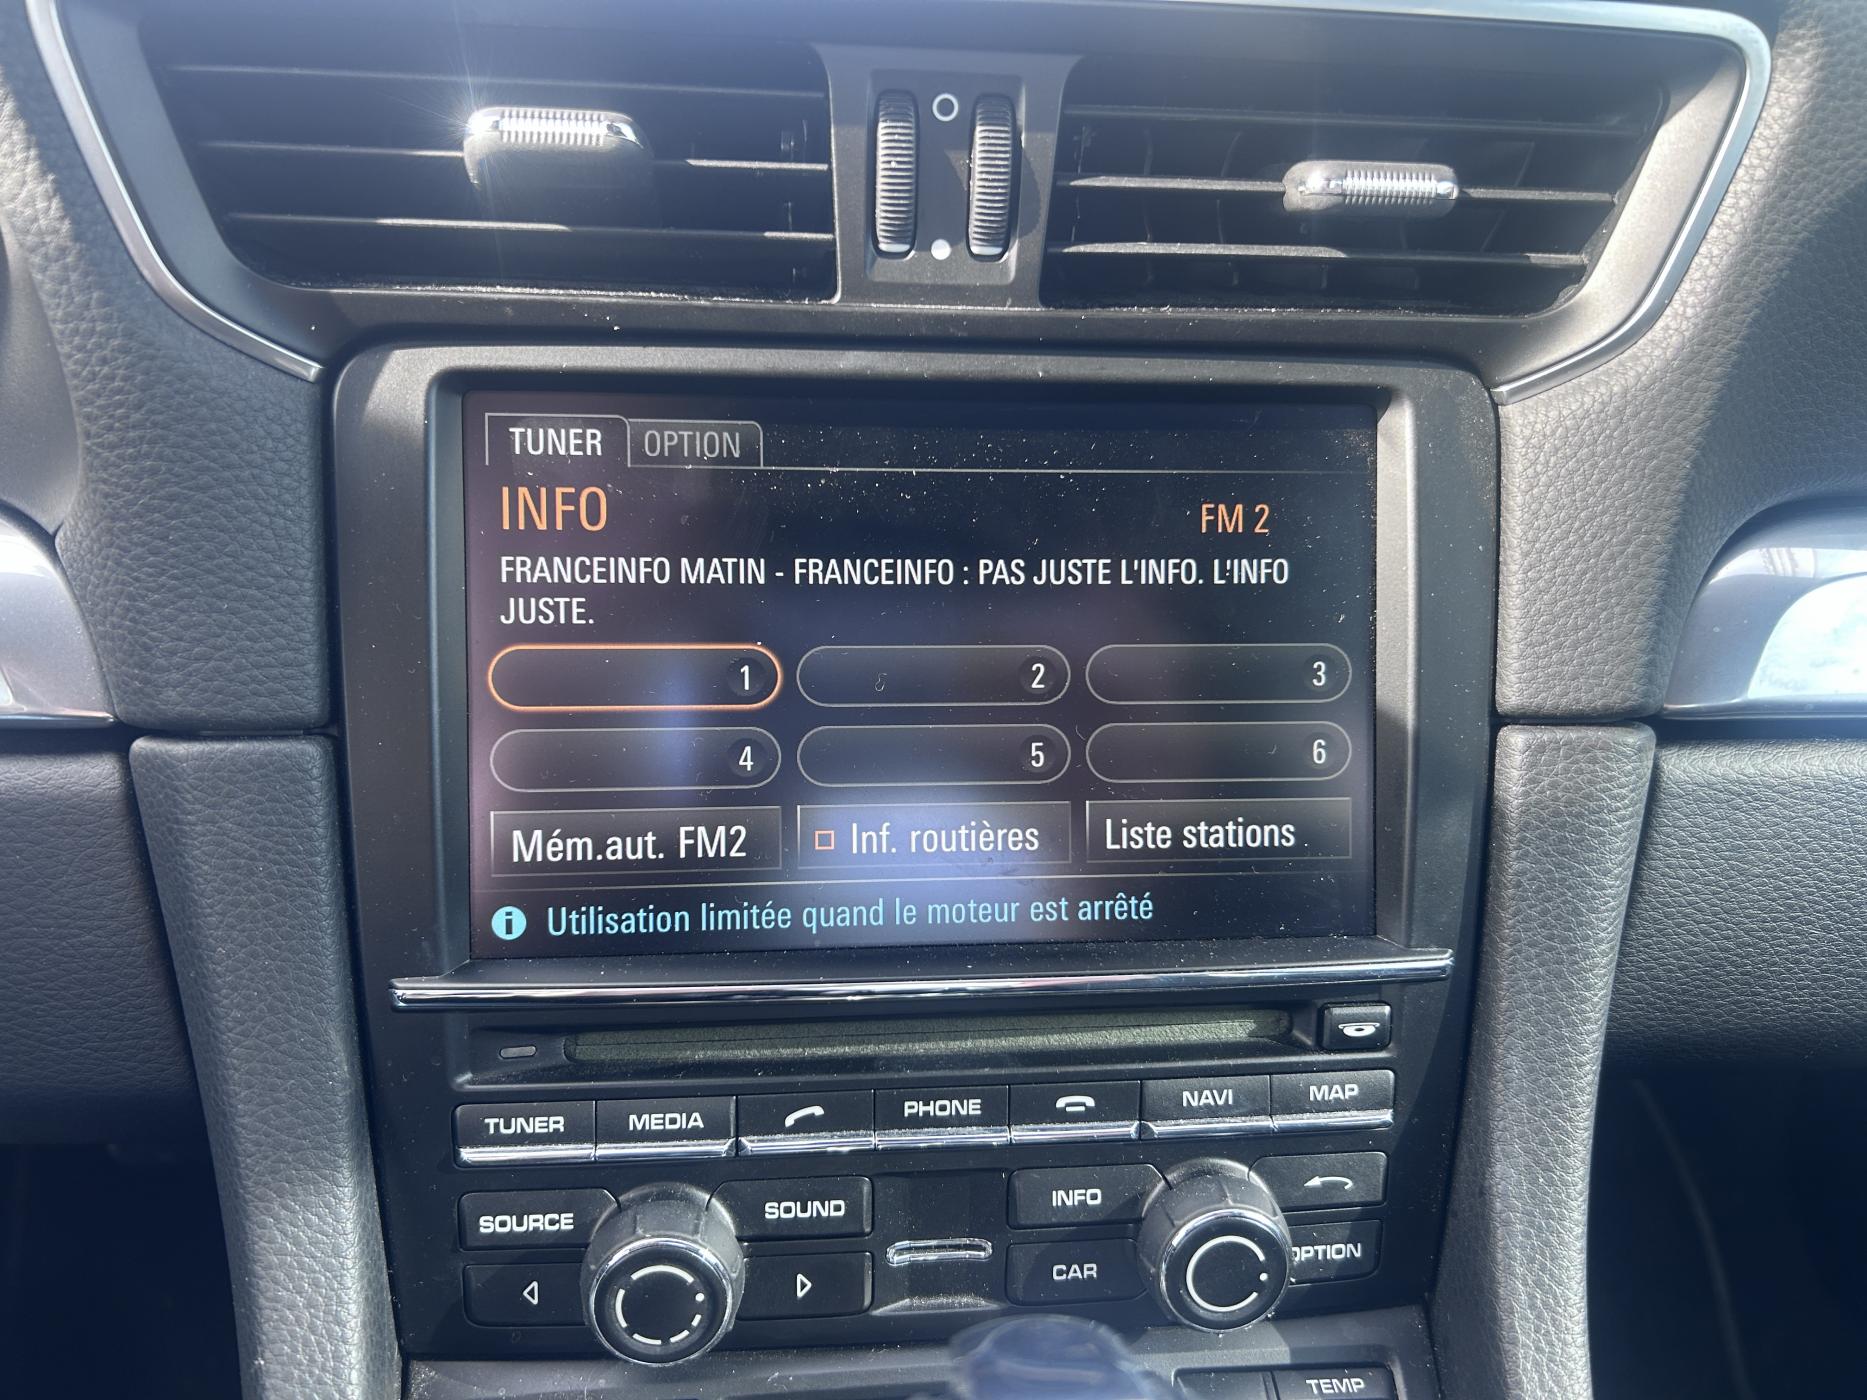 TUNER OPTION
INFO FM 2
FRANCEINFO MATIN - FRANCEINFO : PAS JUSTE L'INFO. L'INFO
JUSTE.
1 2 3
4 5 6
Mém.aut. FM2 Inf. routières Liste stations
i Utilisation limitée quand le moteur est arrêté
TUNER MEDIA PHONE NAVI MAP
SOURCE SOUND INFO
CAR OPTION
TEMP